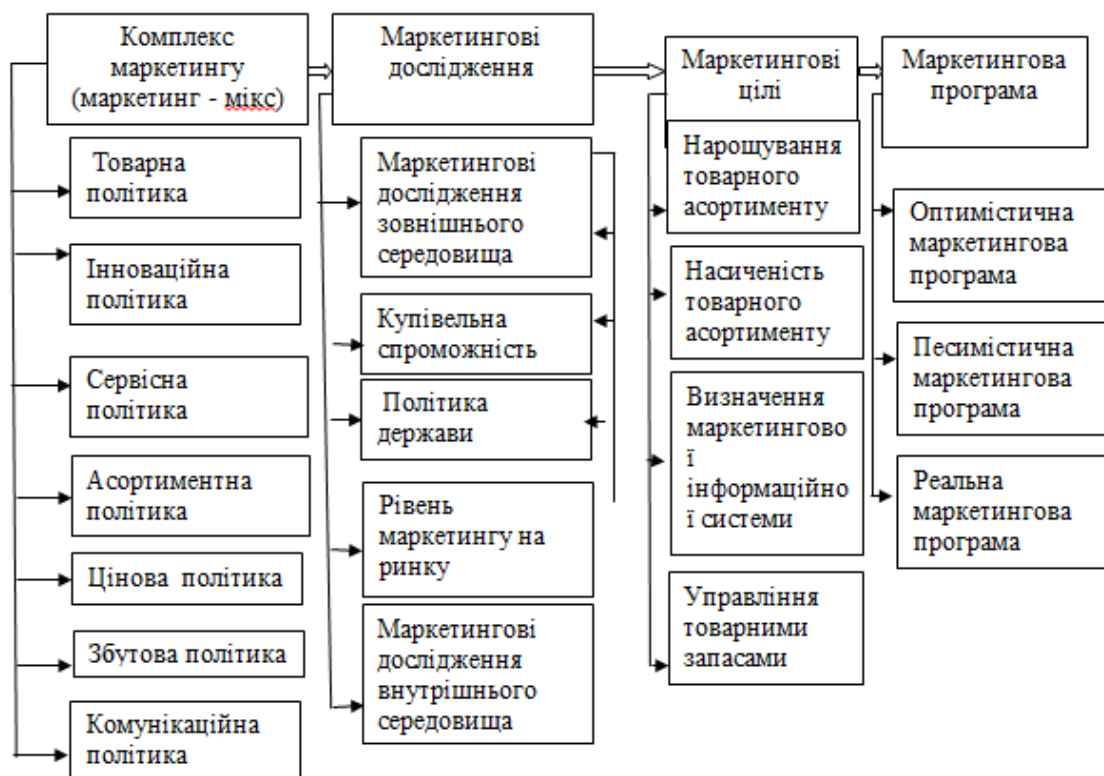 Комплекс
маркетингу
(маркетинг - мікс)
Товарна
політика
Інноваційна
політика
Сервісна
політика
Асортиментна
політика
Цінова політика
Збутова політика
Комунікаційна
політика
Маркетингові
дослідження
Маркетингові
дослідження
зовнішнього
середовища
Купівельна
спроможність
Політика
держави
Рівень
маркетингу на
ринку
Маркетингові
дослідження
внутрішнього
середовища
Маркетингові
цілі
Нарощування
товарного
асортименту
Насиченість
товарного
асортименту
Визначення
маркетингово
ї
інформаційно
ї системи
Управління
товарними
запасами
Маркетингова
програма
Оптимістична
маркетингова
програма
Песимістична
маркетингова
програма
Реальна
маркетингова
програма